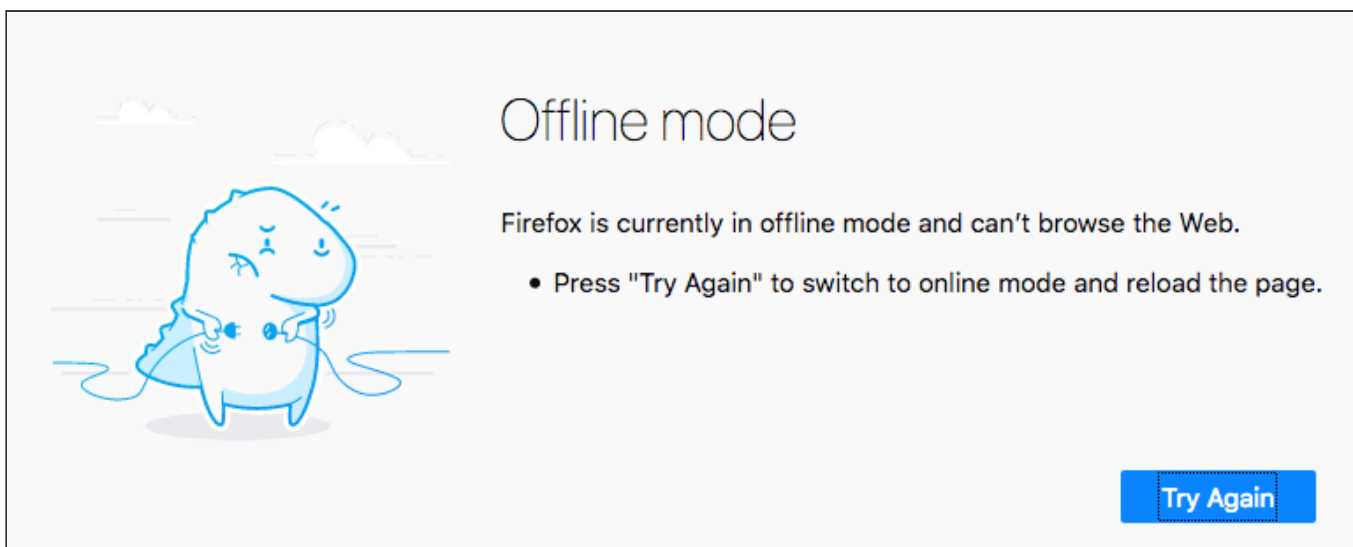 Offline mode
Firefox is currently in offline mode and can’t browse the Web.
• Press "Try Again" to switch to online mode and reload the page.
Try Again